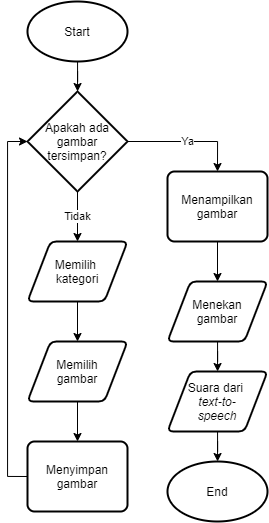 Start
Apakah ada
gambar
tersimpan?
Ya
Tidak
Menampilkan
gambar
Memilih
kategori
Menekan
gambar
Memilih
gambar
Suara dari
text-to-
speech
Menyimpan
gambar
End